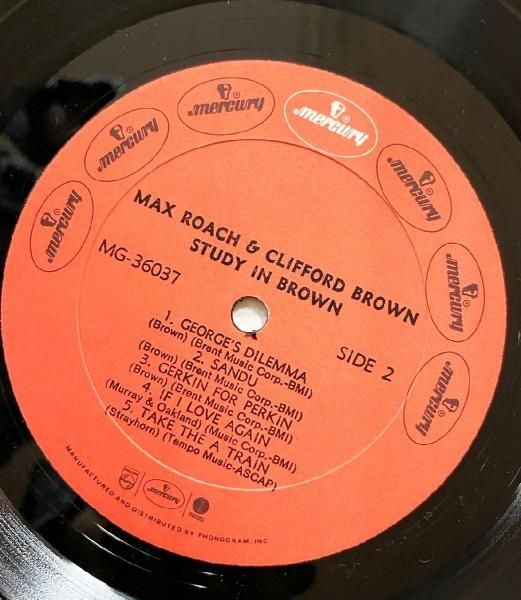 mercury
mercury
mercury
mercury
mercury
mercury
mercury
MAX ROACH & CLIFFORD BROWN
STUDY IN BROWN
MG-36037
SIDE 2
1. GEORGE'S DILEMMA
(Brown) (Brent Music Corp.-BMI)
2. SANDU
(Brown) (Brent Music Corp.-BMI)
3. GERKIN FOR PERKIN
(Brown) (Brent Music Corp.-BMI)
4. IF I LOVE AGAIN
(Murray & Oakland) (Music Corp.-BMI)
5. TAKE THE A TRAIN
(Strayhorn) (Tempo Music-ASCAP)
PHILIPS
mercury
MANUFACTURED AND DISTRIBUTED BY PHONOGRAM, INC.